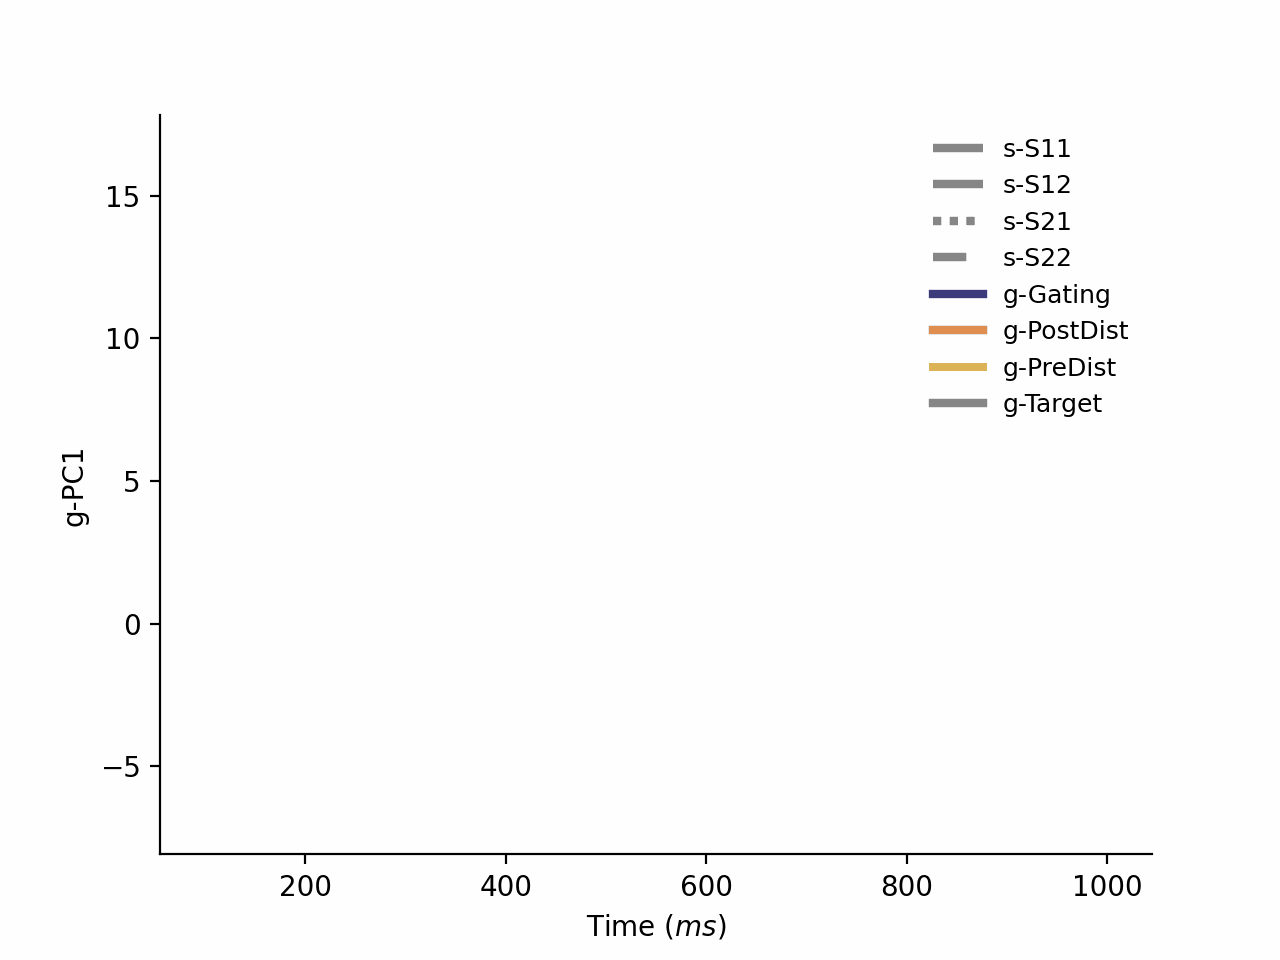 s-S11
s-S12
s-S21
s-S22
g-Gating
g-PostDist
g-PreDist
g-Target
15
10
5
0
−5
g-PC1
200 400 600 800 1000
Time (ms)